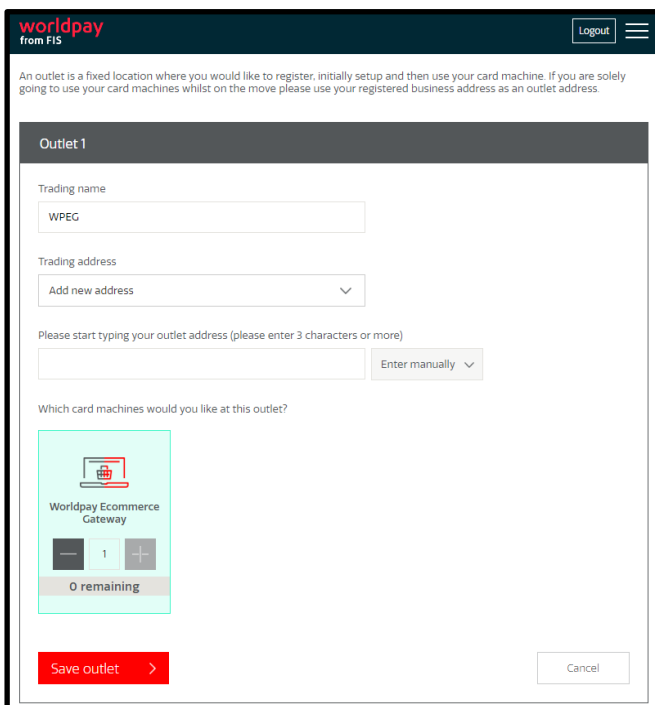 worldpay
from FIS
Logout
An outlet is a fixed location where you would like to register, initially setup and then use your card machine. If you are solely
going to use your card machines whilst on the move please use your registered business address as an outlet address.
Outlet 1
Trading name
WPEG
Trading address
Add new address
Please start typing your outlet address (please enter 3 characters or more)
Enter manually
Which card machines would you like at this outlet?
Worldpay Ecommerce
Gateway
1
0 remaining
Save outlet
Cancel